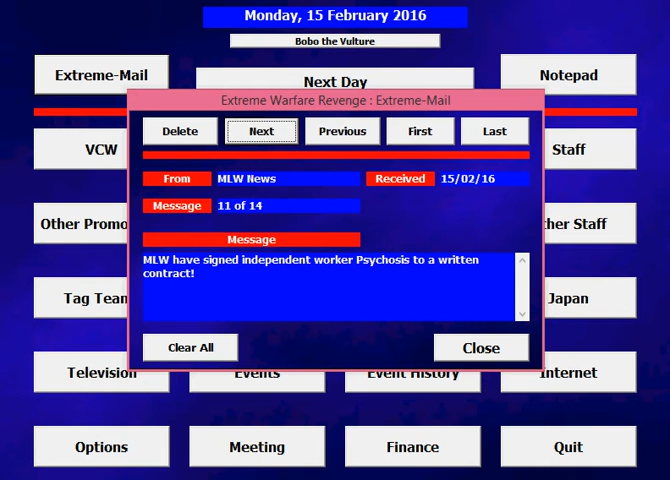 Monday, 15 February 2016
Bobo the Vulture
Extreme-Mail
Next Day
Notepad
Extreme Warfare Revenge : Extreme-Mail
Delete
Next
Previous
First
Last
VCW
Staff
From
MLW News
Received
15/02/16
Message
11 of 14
Other Promo
her Staff
Message
MLW have signed independent worker Psychosis to a written
contract!
Tag Team
Japan
Clear All
Close
Television
Events
Event History
Internet
Options
Meeting
Finance
Quit